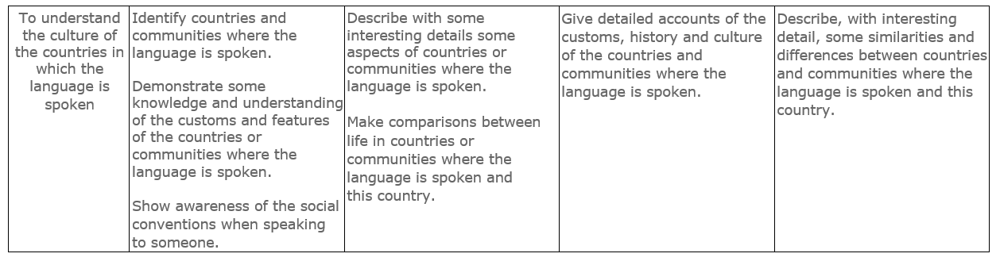 To understand
the culture of
the countries in
which the
language is
spoken
Identify countries and
communities where the
language is spoken.
Demonstrate some
knowledge and understanding
of the customs and features
of the countries or
communities where the
language is spoken.
Show awareness of the social
conventions when speaking
to someone.
Describe with some
interesting details some
aspects of countries or
communities where the
language is spoken.
Make comparisons between
life in countries or
communities where the
language is spoken and
this country.
Give detailed accounts of the
customs, history and culture
of the countries and
communities where the
language is spoken.
Describe, with interesting
detail, some similarities and
differences between countries
and communities where the
language is spoken and this
country.